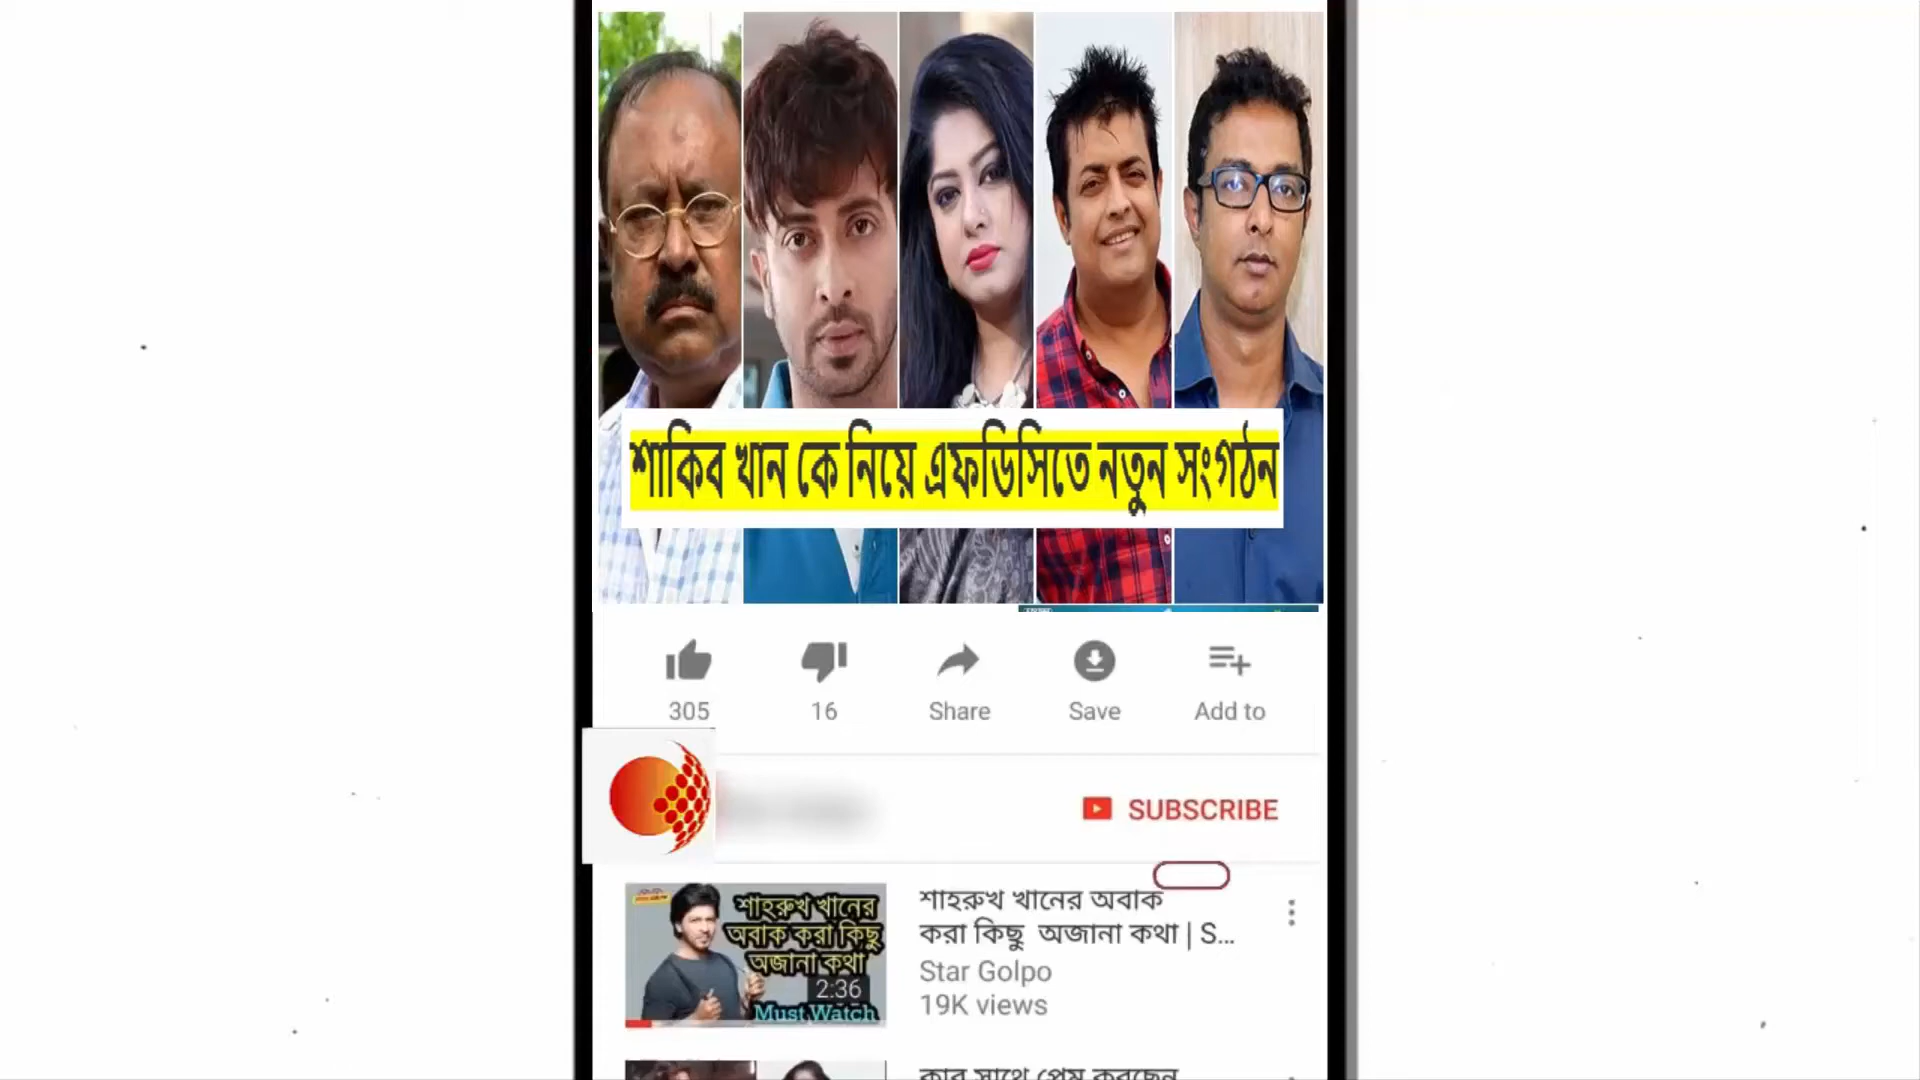 শাকিব খান কে নিয়ে এফডিসিতে নতুন সংগঠন
305
16
Share
Save
Add to
SUBSCRIBE
শাহরুখ খানের
অবাক করা কিছু
অজানা কথা
2:36
Must Watch
শাহরুখ খানের অবাক
করা কিছু অজানা কথা | S...
Star Golpo
19K views
কার সাথে প্রেম করছেন